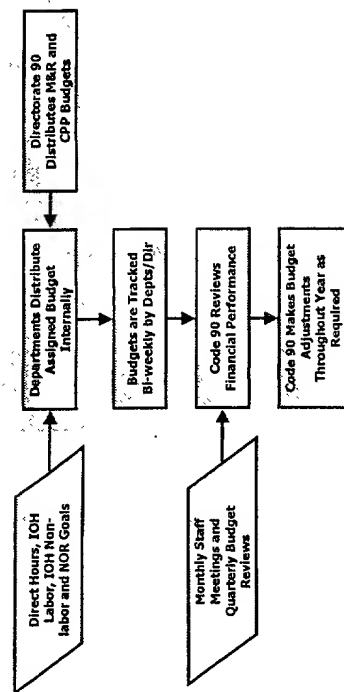 Direct Hours, IOH
Labor, IOH Non-
labor and NOR Goals
Departments Distribute
Assigned Budget
Internally
Directorate 90
Distributes M&R and
CPP Budgets
Budgets are Tracked
Bi-weekly by Depts/Dir
Monthly Staff
Meetings and
Quarterly Budget
Reviews
Code 90 Reviews
Financial Performance
Code 90 Makes Budget
Adjustments
Throughout Year as
Required